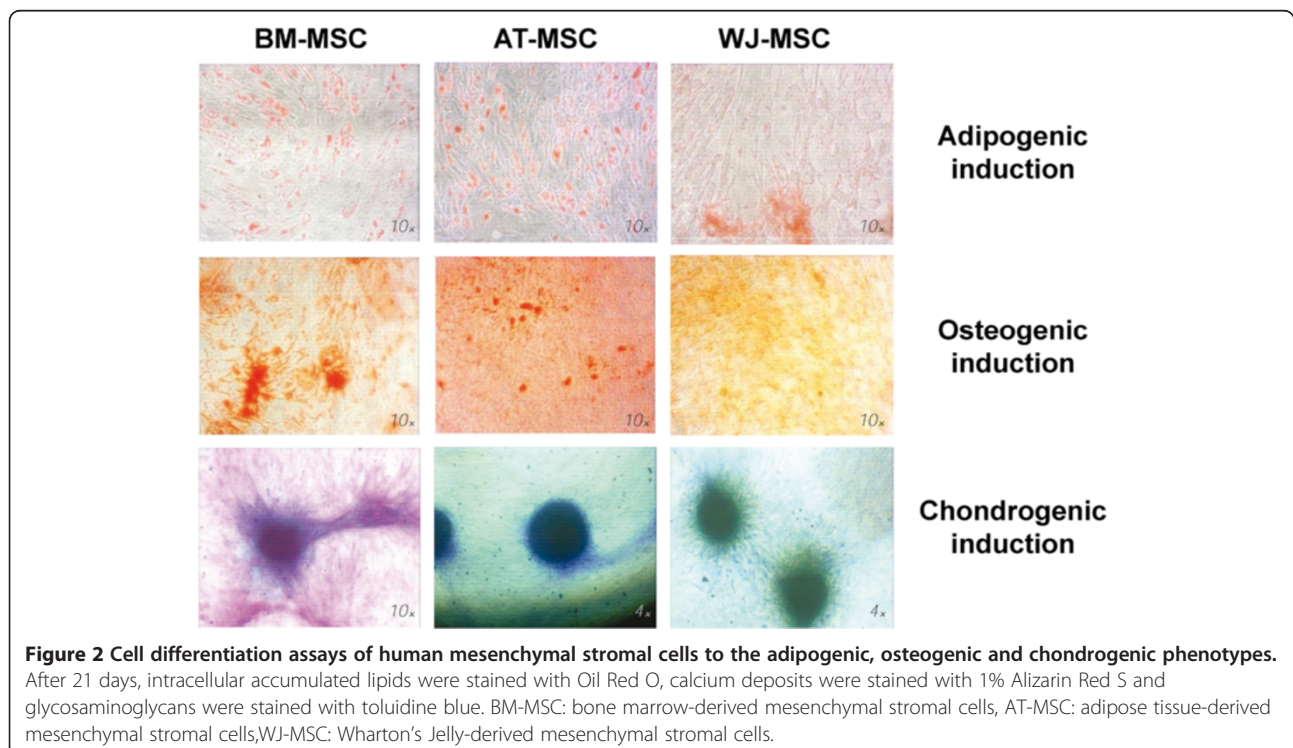 BM-MSC AT-MSC WJ-MSC
10x 10x 10x
Adipogenic
induction
10x 10x 10x
Osteogenic
induction
10x 4x 4x
Chondrogenic
induction
Figure 2 Cell differentiation assays of human mesenchymal stromal cells to the adipogenic, osteogenic and chondrogenic phenotypes.
After 21 days, intracellular accumulated lipids were stained with Oil Red O, calcium deposits were stained with 1% Alizarin Red S and
glycosaminoglycans were stained with toluidine blue. BM-MSC: bone marrow-derived mesenchymal stromal cells, AT-MSC: adipose tissue-derived
mesenchymal stromal cells,WJ-MSC: Wharton's Jelly-derived mesenchymal stromal cells.